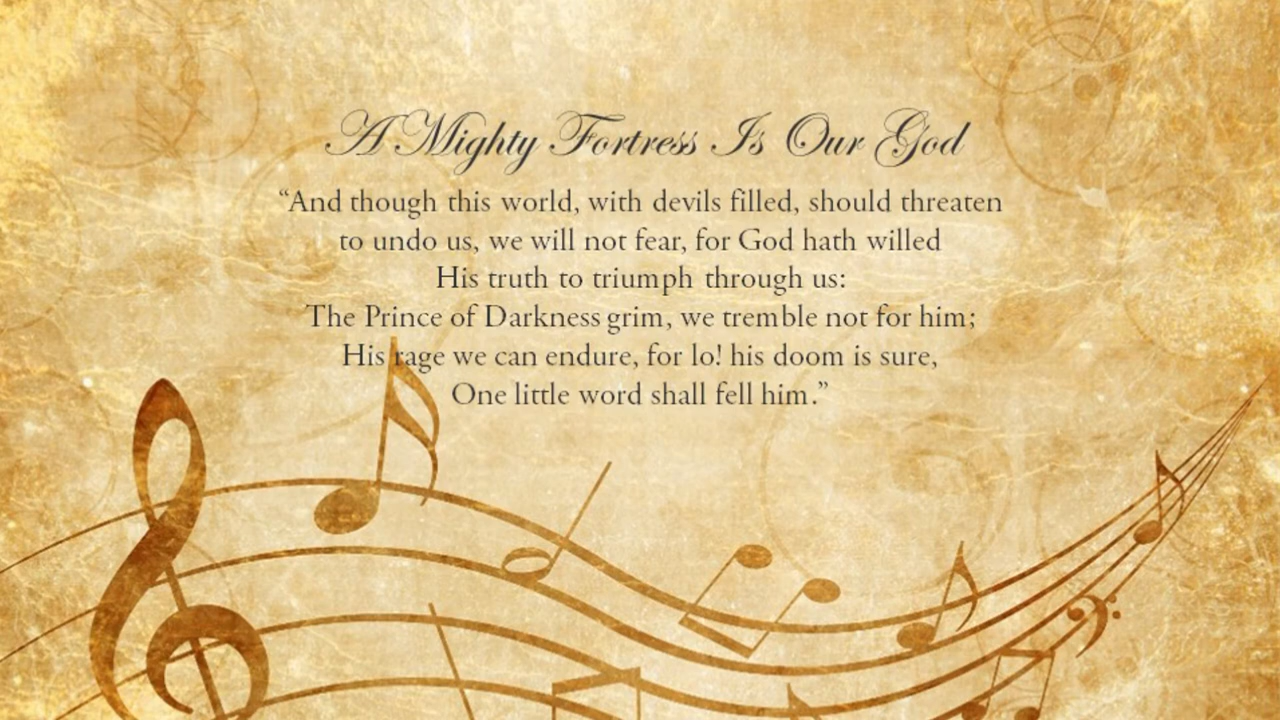 A Mighty Fortress Is Our God
“And though this world, with devils filled, should threaten
to undo us, we will not fear, for God hath willed
His truth to triumph through us:
The Prince of Darkness grim, we tremble not for him;
His rage we can endure, for lo! his doom is sure,
One little word shall fell him.”